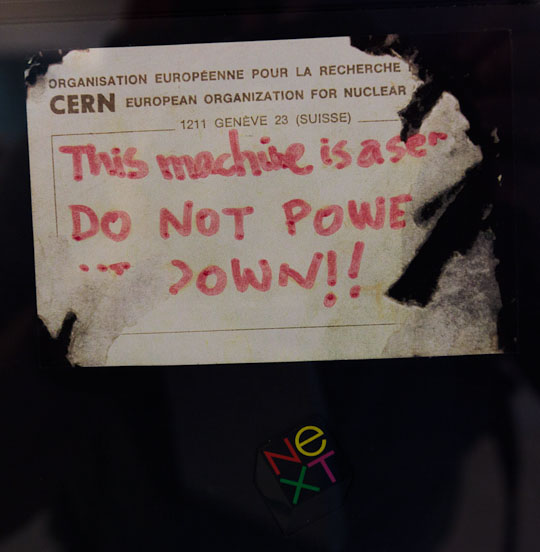 ORGANISATION EUROPÉENNE POUR LA RECHERCHE
CERN EUROPEAN ORGANIZATION FOR NUCLEAR
1211 GENÈVE 23 (SUISSE)
This machine is a ser
DO NOT POWE
DOWN!!
NeXT